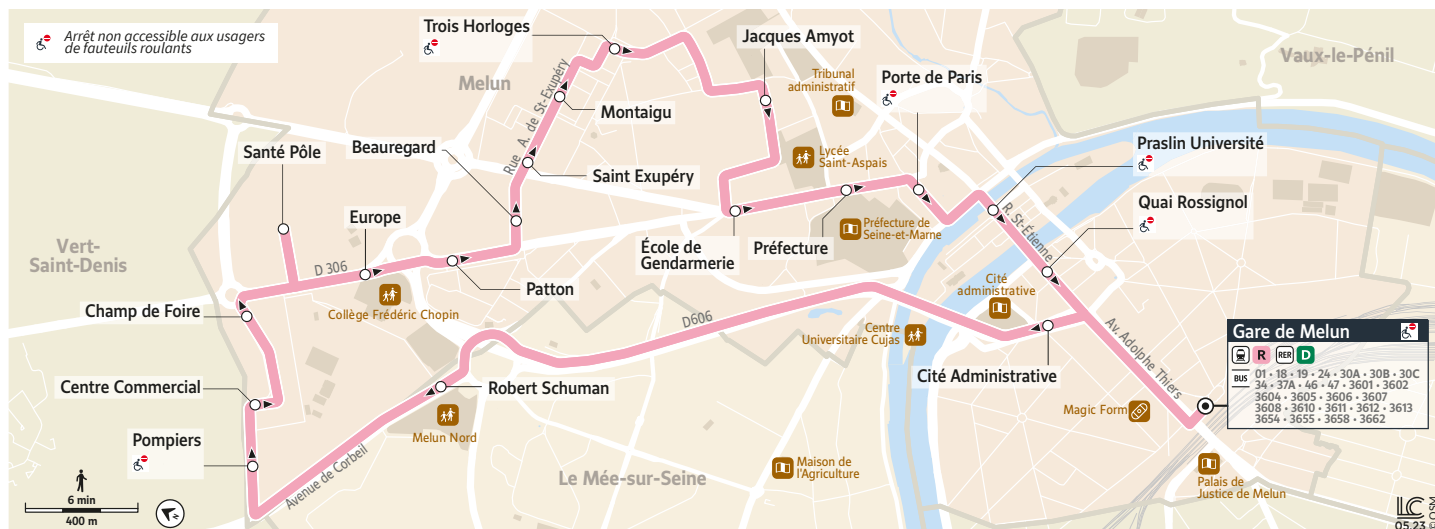 Arrêt non accessible aux usagers
de fauteuils roulants
Trois Horloges
Jacques Amyot
Vaux-le-Pénil
Melun
Tribunal
administratif
Porte de Paris
Rue A. de St-Exupéry
Montaigu
Beauregard
Santé Pôle
Lycée
Saint-Aspais
Praslin Université
Saint Exupéry
Quai Rossignol
Europe
R. St-Étienne
Préfecture de
Seine-et-Marne
Vert-
Saint-Denis
École de
Gendarmerie
Préfecture
D 306
Patton
Cité
administrative
Champ de Foire
Collège Frédéric Chopin
D606
Centre
Universitaire Cujas
Av. Adolphe Thiers
Gare de Melun
R
RER
D
BUS
01 • 18 • 19 • 24 • 30A • 30B • 30C
34 • 37A • 46 • 47 • 3601 • 3602
3604 • 3605 • 3606 • 3607
3608 • 3610 • 3611 • 3612 • 3613
3654 • 3655 • 3658 • 3662
Cité Administrative
Centre Commercial
Robert Schuman
Magic Form
Pompiers
Melun Nord
Avenue de Corbeil
Le Mée-sur-Seine
Maison de
l'Agriculture
Palais de
Justice de Melun
6 min
400 m
LC
05.23
© OSM